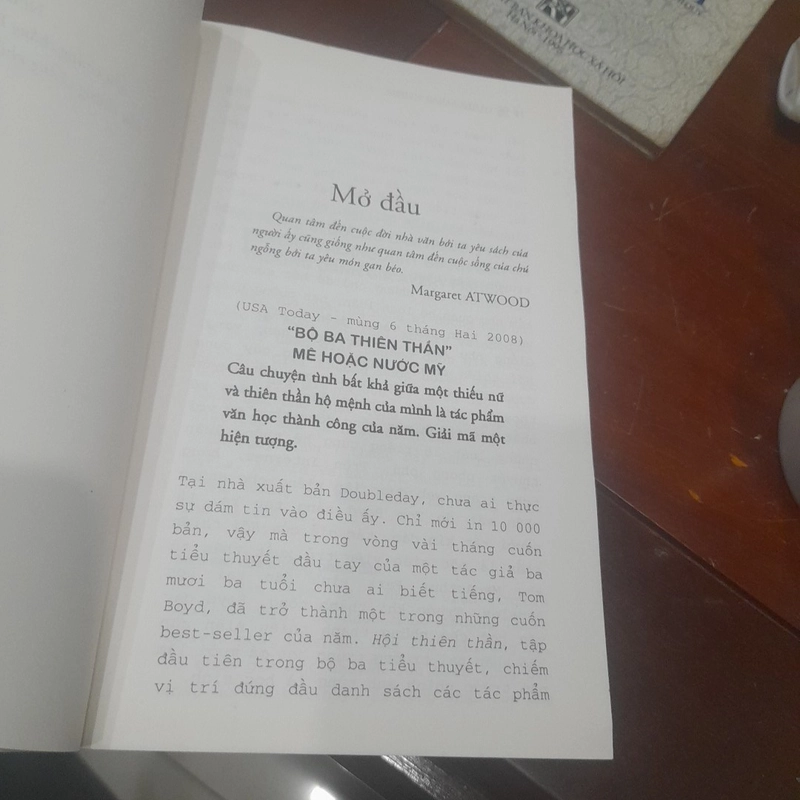 BẢN KHOA HỌC XÃ HỘI
Mở đầu
Quan tâm đến cuộc đời nhà văn bởi ta yêu sách của
người ấy cũng giống như quan tâm đến cuộc sống của chú
ngỗng bởi ta yêu món gan béo.
Margaret ATWOOD
(USA Today - mùng 6 tháng Hai 2008)
“BỘ BA THIÊN THẦN”
MÊ HOẶC NƯỚC MỸ
Câu chuyện tình bất khả giữa một thiếu nữ
và thiên thần hộ mệnh của mình là tác phẩm
văn học thành công của năm. Giải mã một
hiện tượng.
Tại nhà xuất bản Doubleday, chưa ai thực
sự dám tin vào điều ấy. Chỉ mới in 10 000
bản, vậy mà trong vòng vài tháng cuốn
tiểu thuyết đầu tay của một tác giả ba
mươi ba tuổi chưa ai biết tiếng, Tom
Boyd, đã trở thành một trong những cuốn
best-seller của năm. Hội thiên thần, tập
đầu tiên trong bộ ba tiểu thuyết, chiếm
vị trí đứng đầu danh sách các tác phẩm